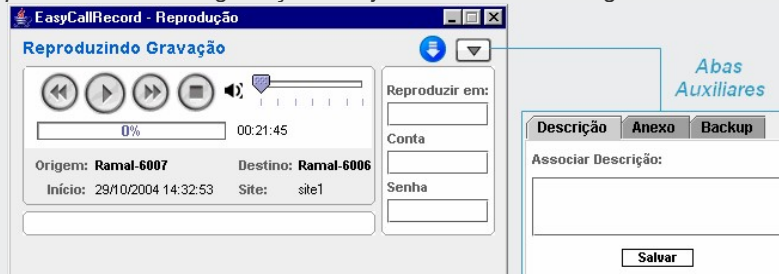 EasyCallRecord - Reprodução
Reproduzindo Gravação
0%
00:21:45
Origem: Ramal-6007
Destino: Ramal-6006
Início: 29/10/2004 14:32:53
Site: site1
Reproduzir em:
Conta
Senha
Abas
Auxiliares
Descrição
Anexo
Backup
Associar Descrição:
Salvar